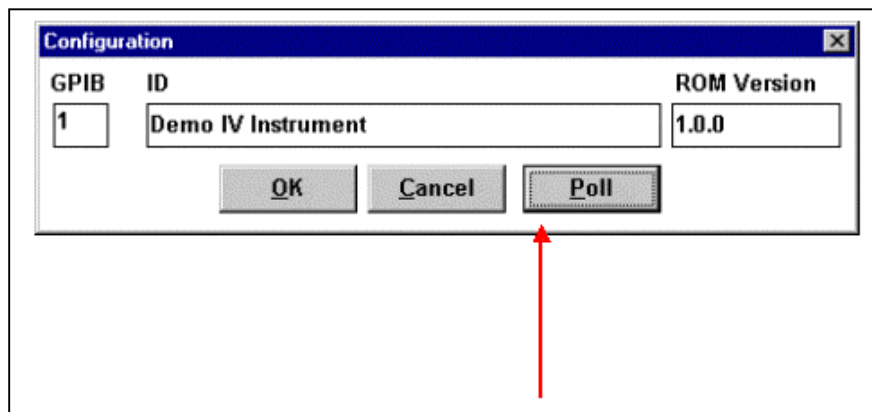 Configuration
GPIB ID ROM Version
1 Demo IV Instrument 1.0.0
OK Cancel Poll